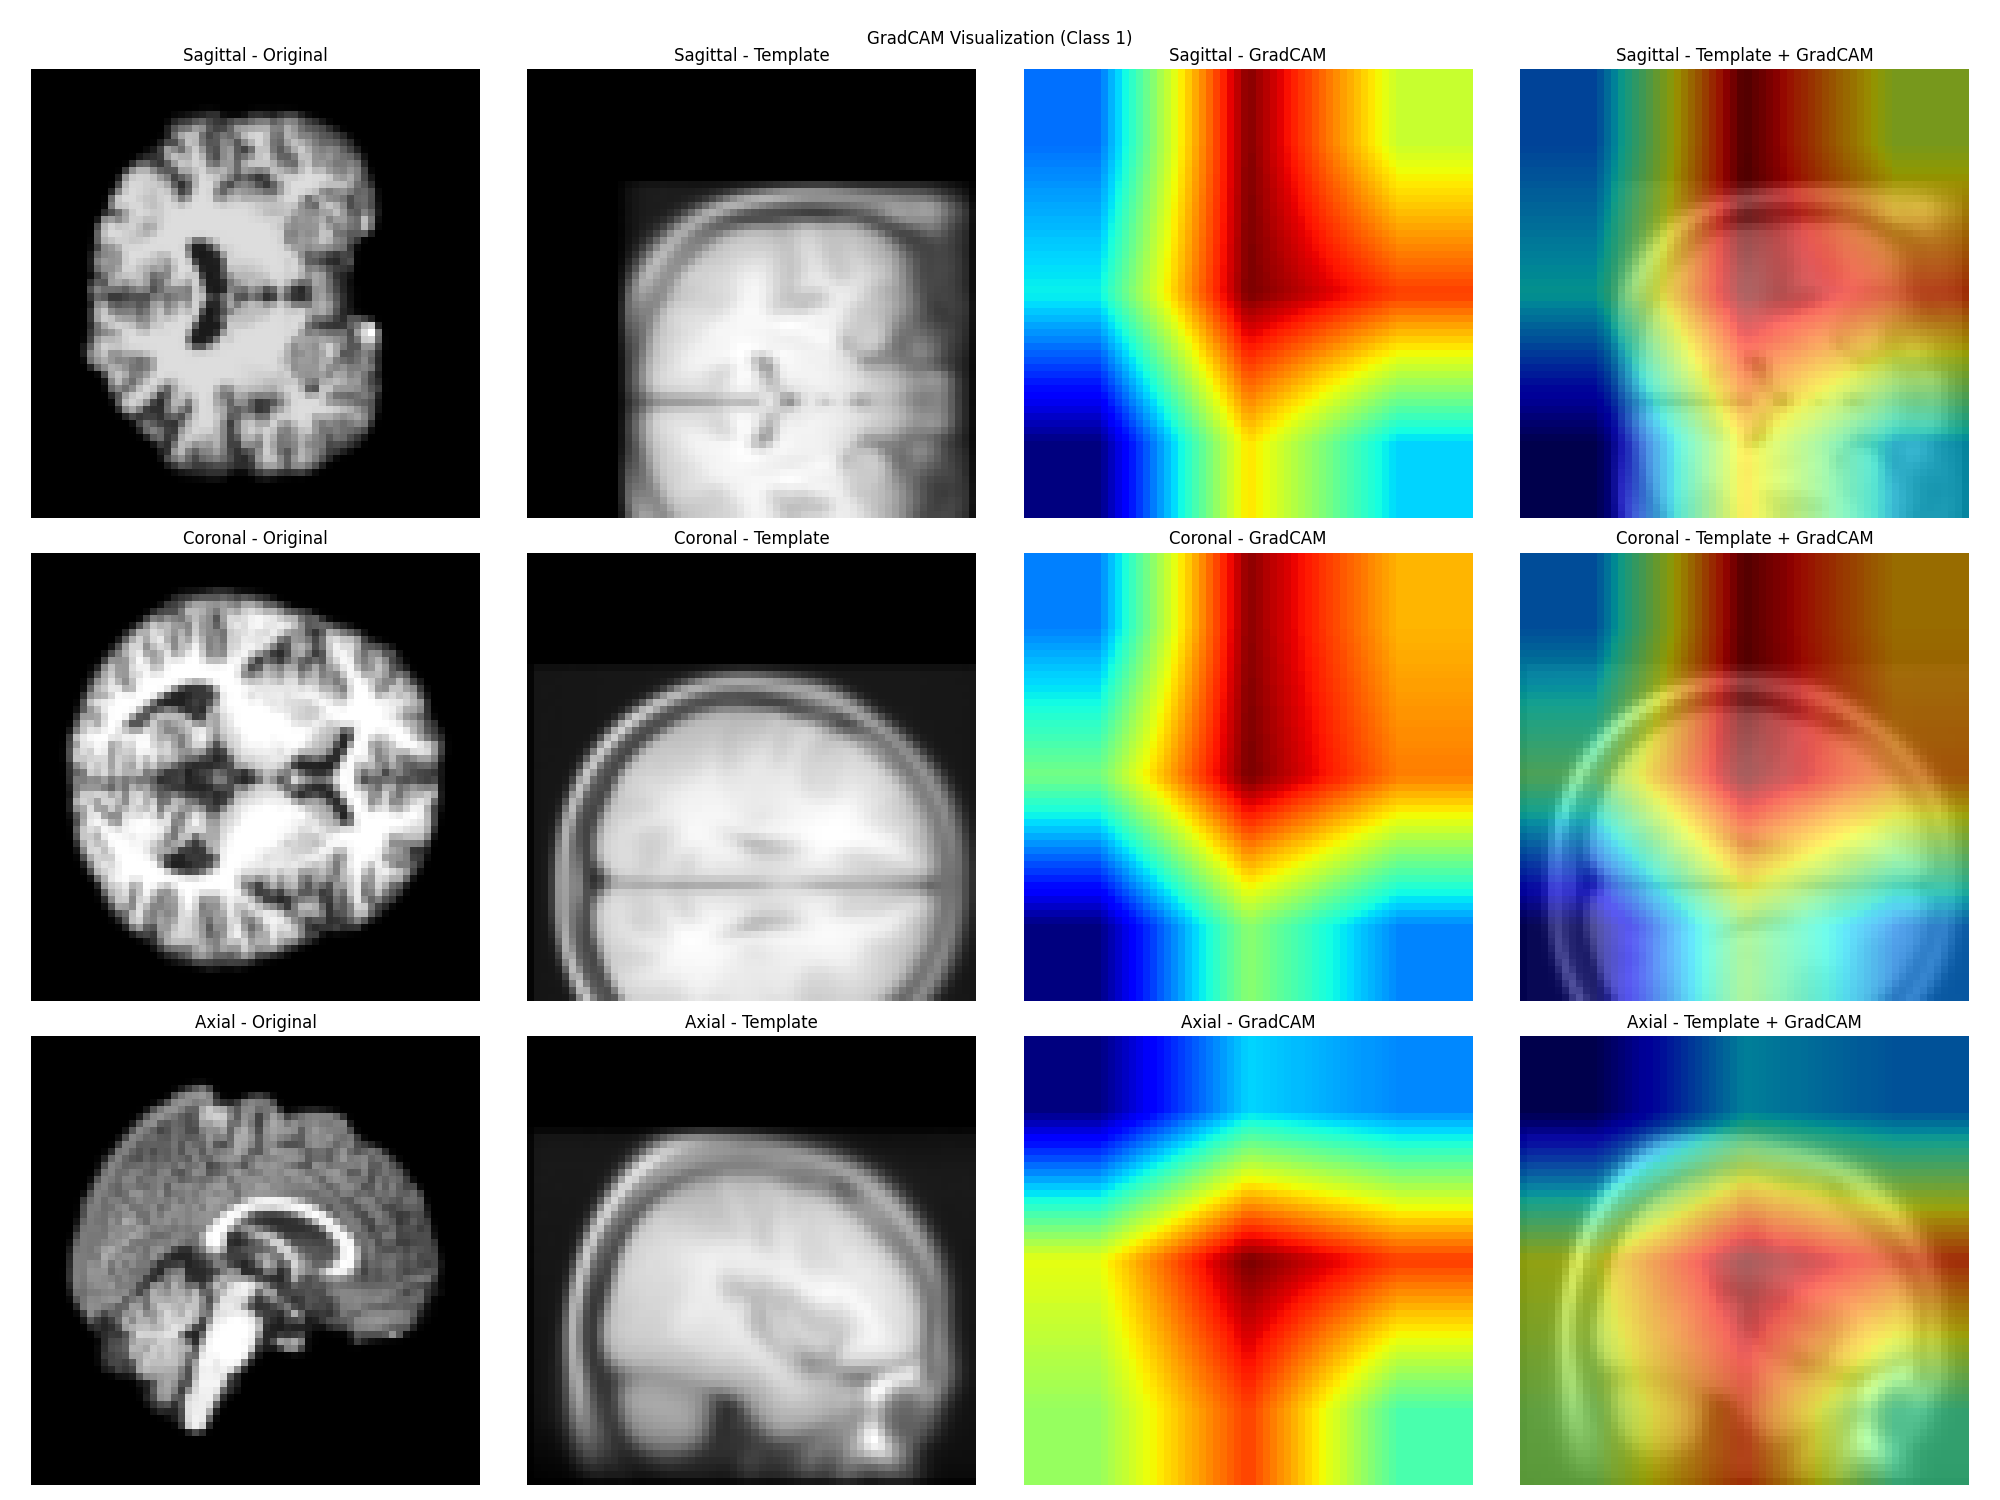 GradCAM Visualization (Class 1)
Sagittal - Original
Sagittal - Template
Sagittal - GradCAM
Sagittal - Template + GradCAM
Coronal - Original
Coronal - Template
Coronal - GradCAM
Coronal - Template + GradCAM
Axial - Original
Axial - Template
Axial - GradCAM
Axial - Template + GradCAM